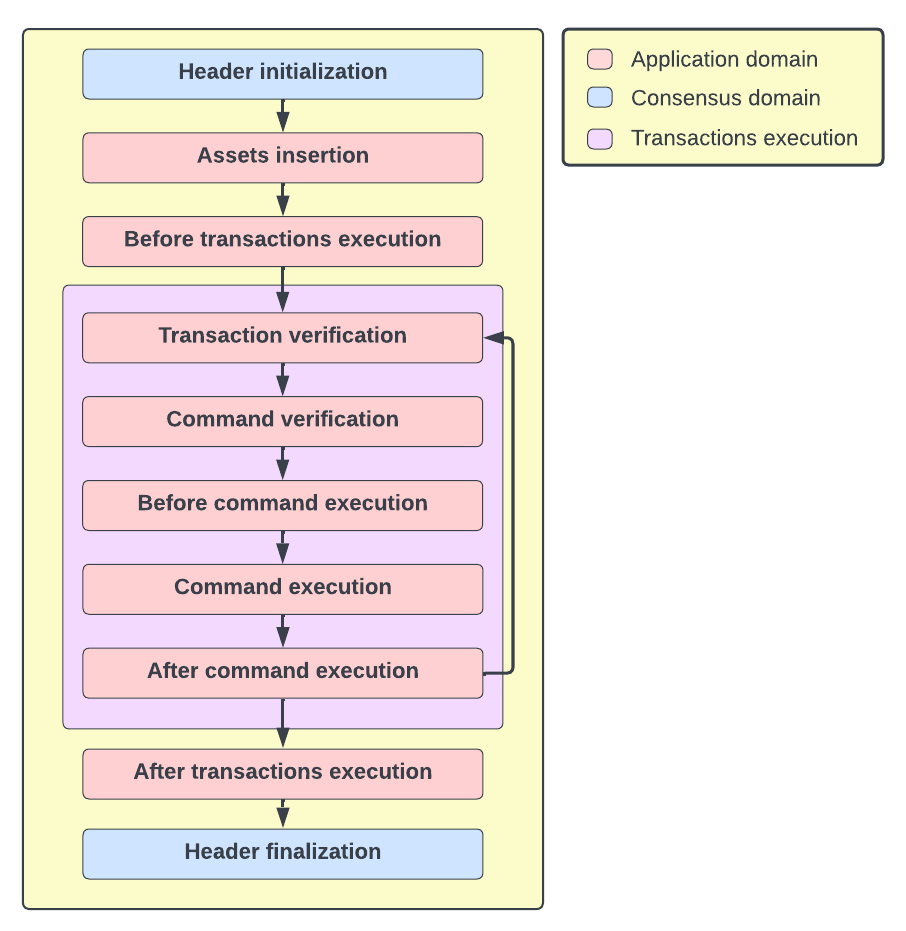 Header initialization
Assets insertion
Before transactions execution
Transaction verification
Command verification
Before command execution
Command execution
After command execution
After transactions execution
Header finalization
Application domain
Consensus domain
Transactions execution